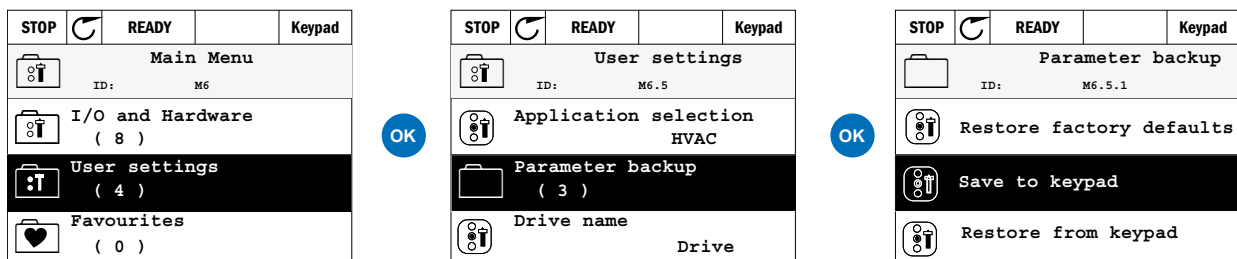 STOP READY Keypad
Main Menu
ID: M6
I/O and Hardware
( 8 )
User settings
( 4 )
Favourites
( 0 )
OK
STOP READY Keypad
User settings
ID: M6.5
Application selection
HVAC
Parameter backup
( 3 )
Drive name
Drive
OK
STOP READY Keypad
Parameter backup
ID: M6.5.1
Restore factory defaults
Save to keypad
Restore from keypad